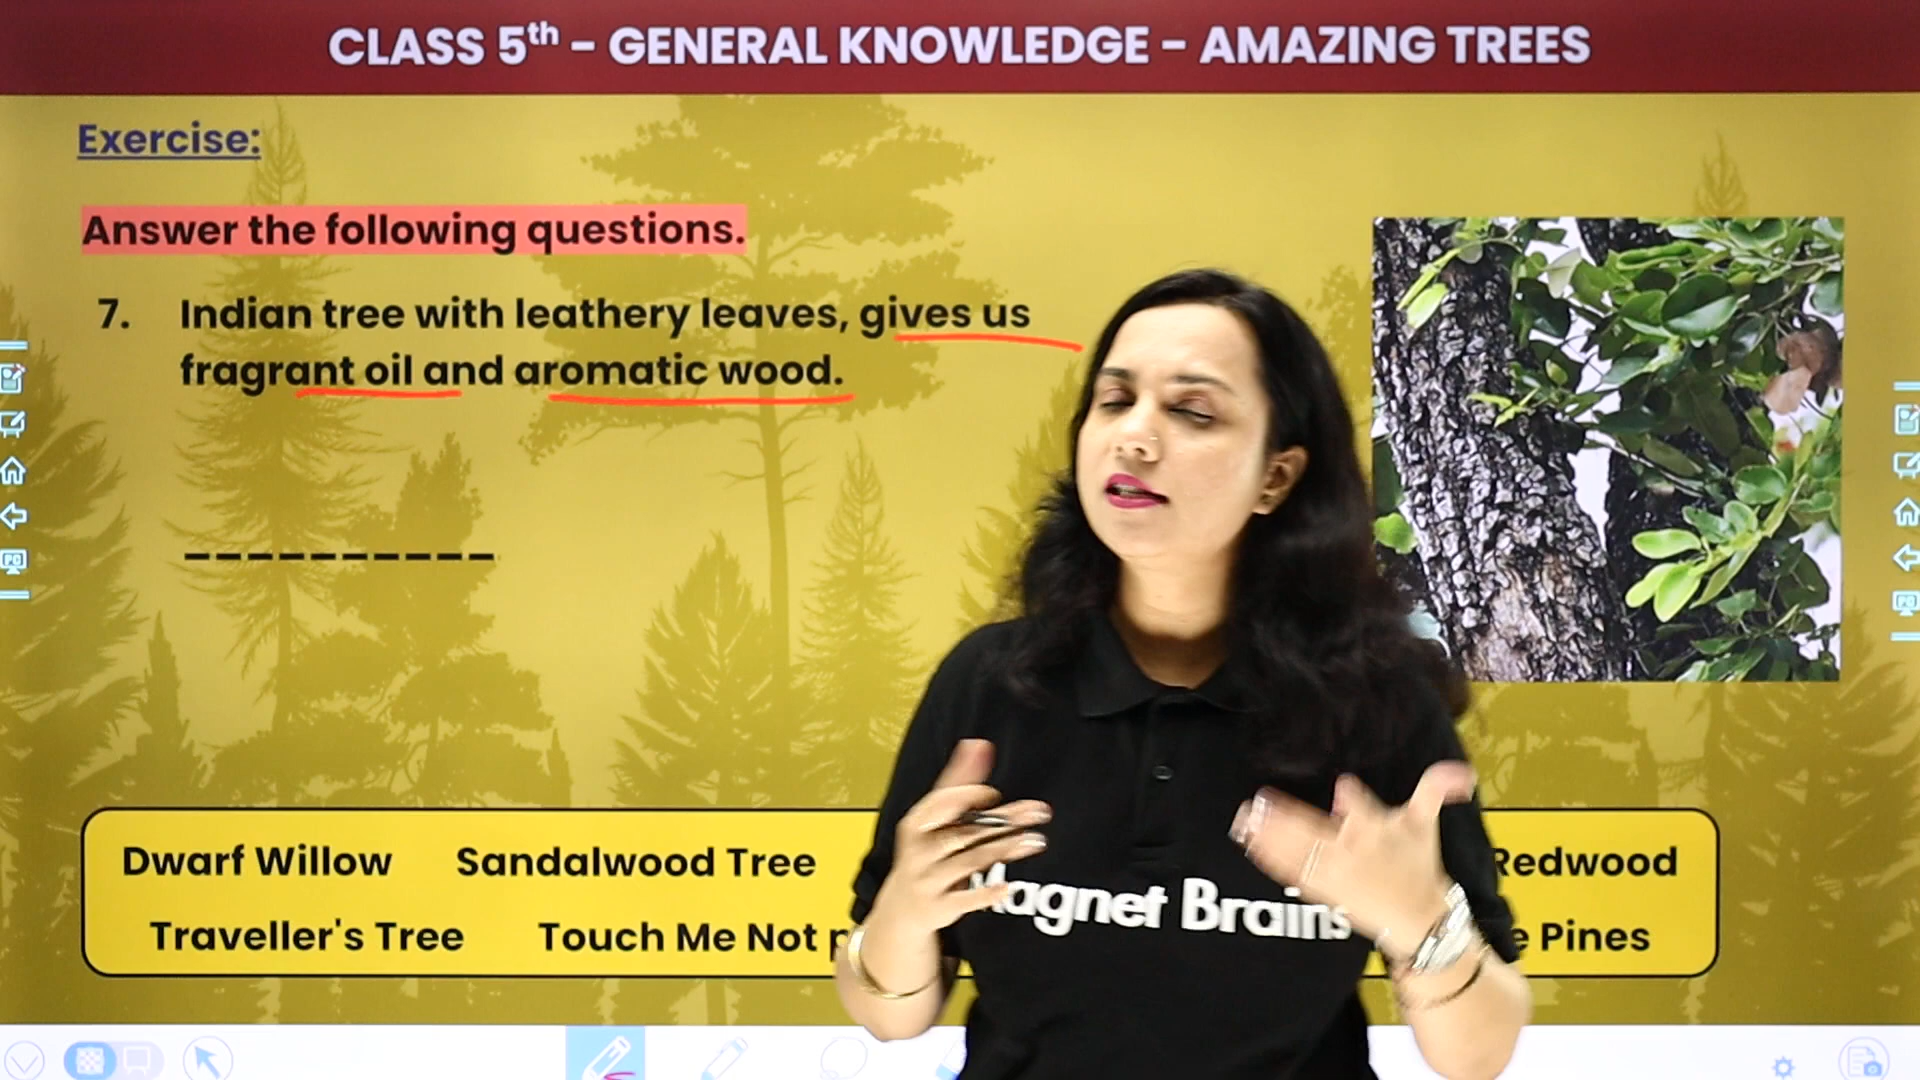 CLASS 5th - GENERAL KNOWLEDGE - AMAZING TREES
Exercise:
Answer the following questions.
7. Indian tree with leathery leaves, gives us
fragrant oil and aromatic wood.
Dwarf Willow Sandalwood Tree Redwood
Traveller's Tree Touch Me Not Pines
Magnet Brains